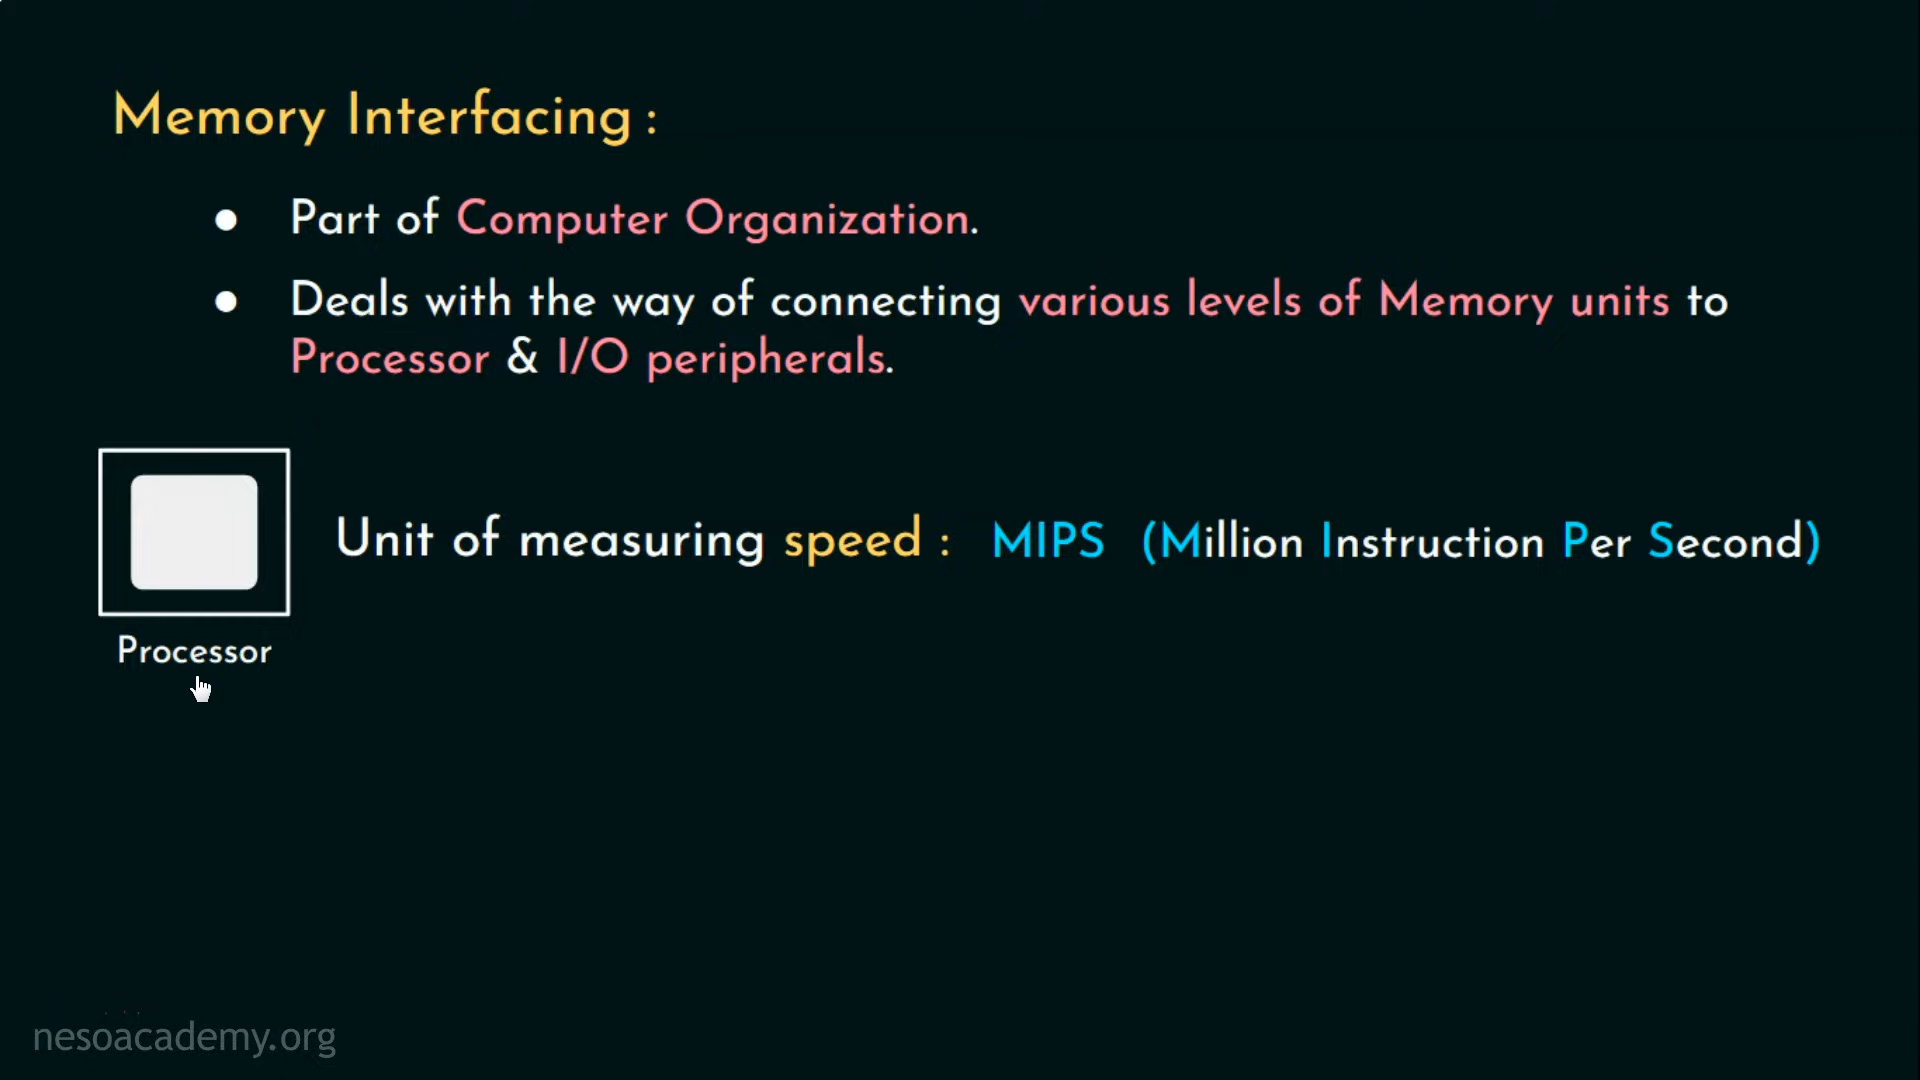 Memory Interfacing :
● Part of Computer Organization.
● Deals with the way of connecting various levels of Memory units to
Processor & I/O peripherals.
Unit of measuring speed : MIPS (Million Instruction Per Second)
Processor
nesoacademy.org